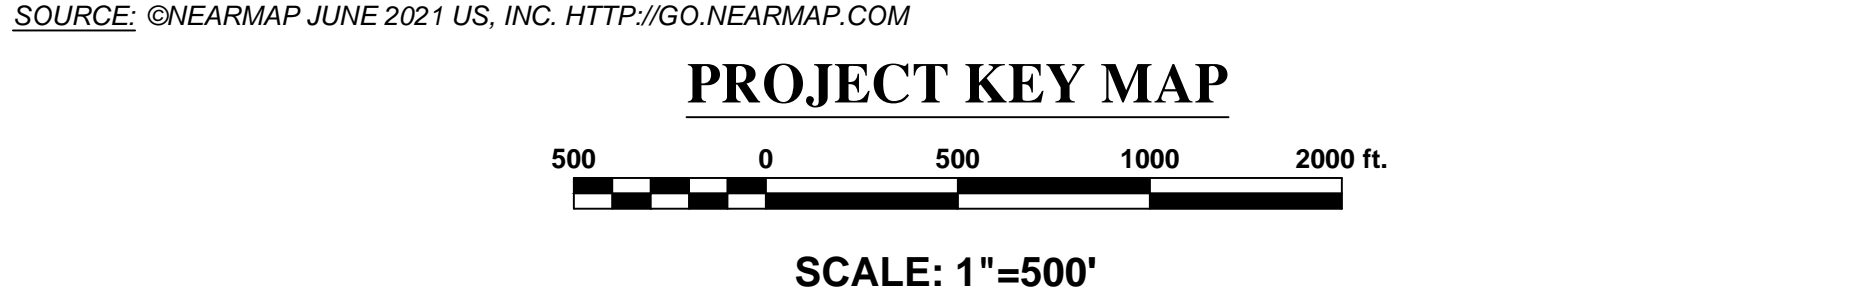 SOURCE: ©NEARMAP JUNE 2021 US, INC. HTTP://GO.NEARMAP.COM
PROJECT KEY MAP
500 0 500 1000 2000 ft.
SCALE: 1"=500'